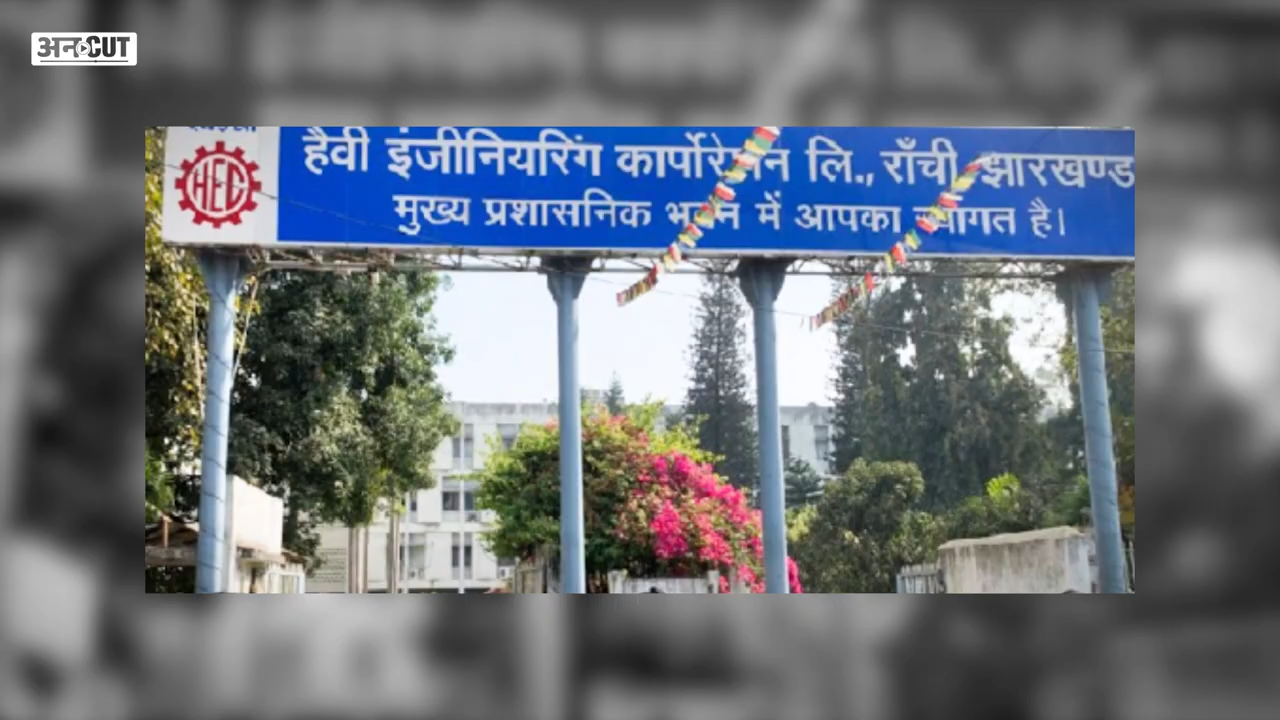 अनCUT
HEC
हैवी इंजीनियरिंग कार्पोरेशन लि., राँची, झारखण्ड
मुख्य प्रशासनिक भवन में आपका स्वागत है।